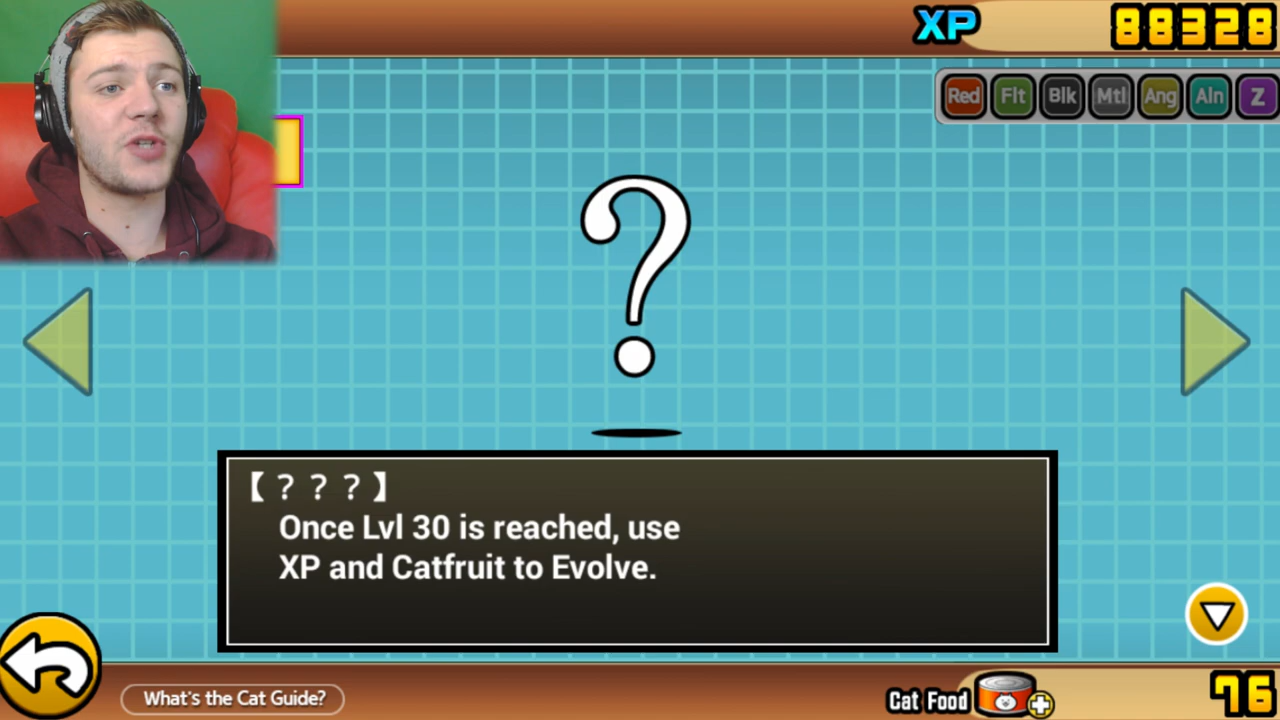 XP 88328
Red Flt Blk Mtl Ang Aln Z
?
【???】
Once Lvl 30 is reached, use
XP and Catfruit to Evolve.
What's the Cat Guide?
Cat Food 76